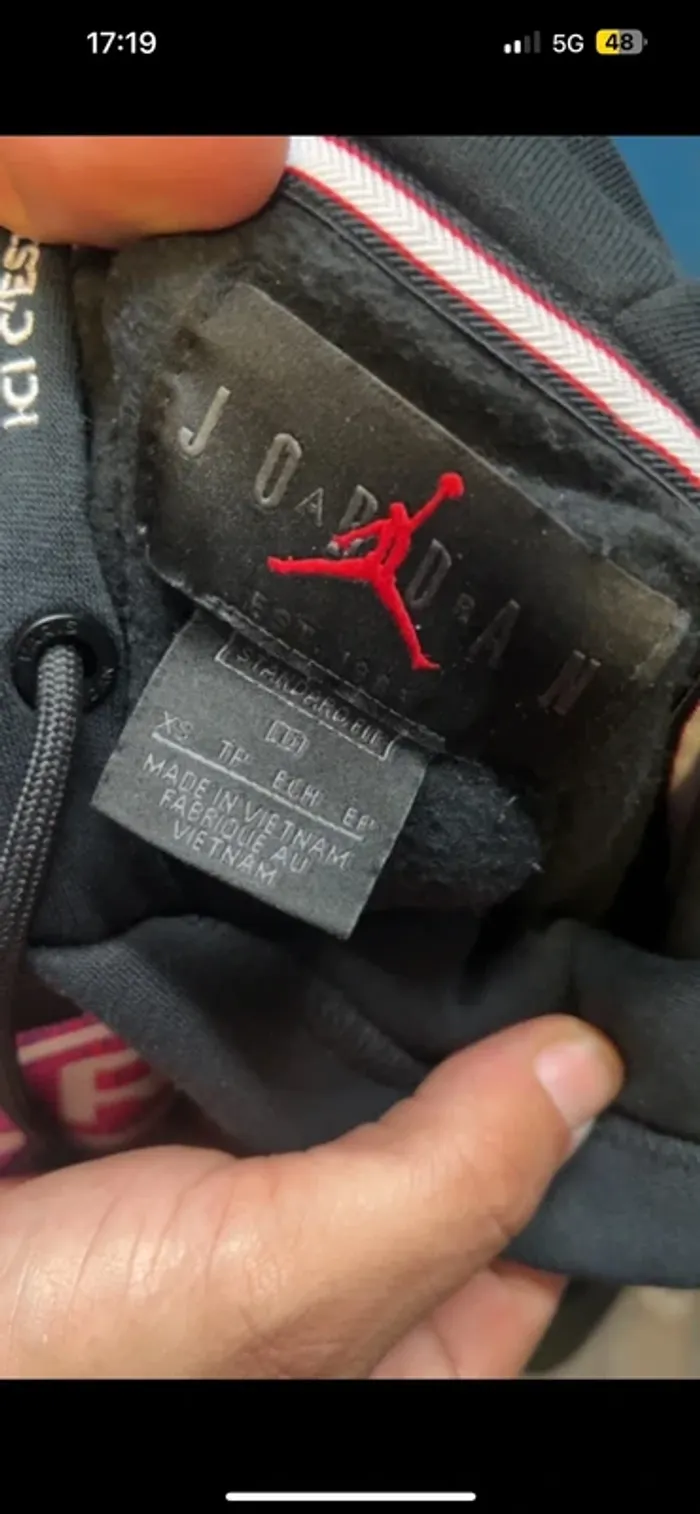 17:19
5G
48
ICI C'EST
JORDAN
EST.
STANDARD FIT
XS TP ECH EP
MADE IN VIETNAM
FABRIQUE AU
VIETNAM